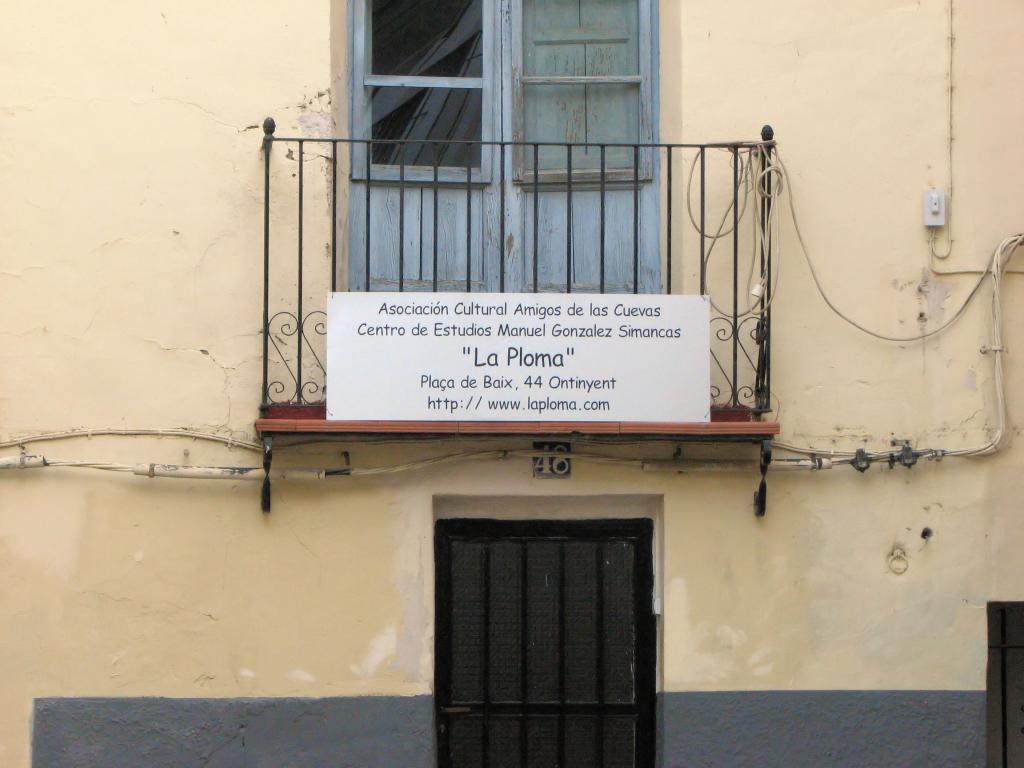 Asociación Cultural Amigos de las Cuevas
Centro de Estudios Manuel Gonzalez Simancas
"La Ploma"
Plaça de Baix, 44 Ontinyent
http:// www.laploma.com
48